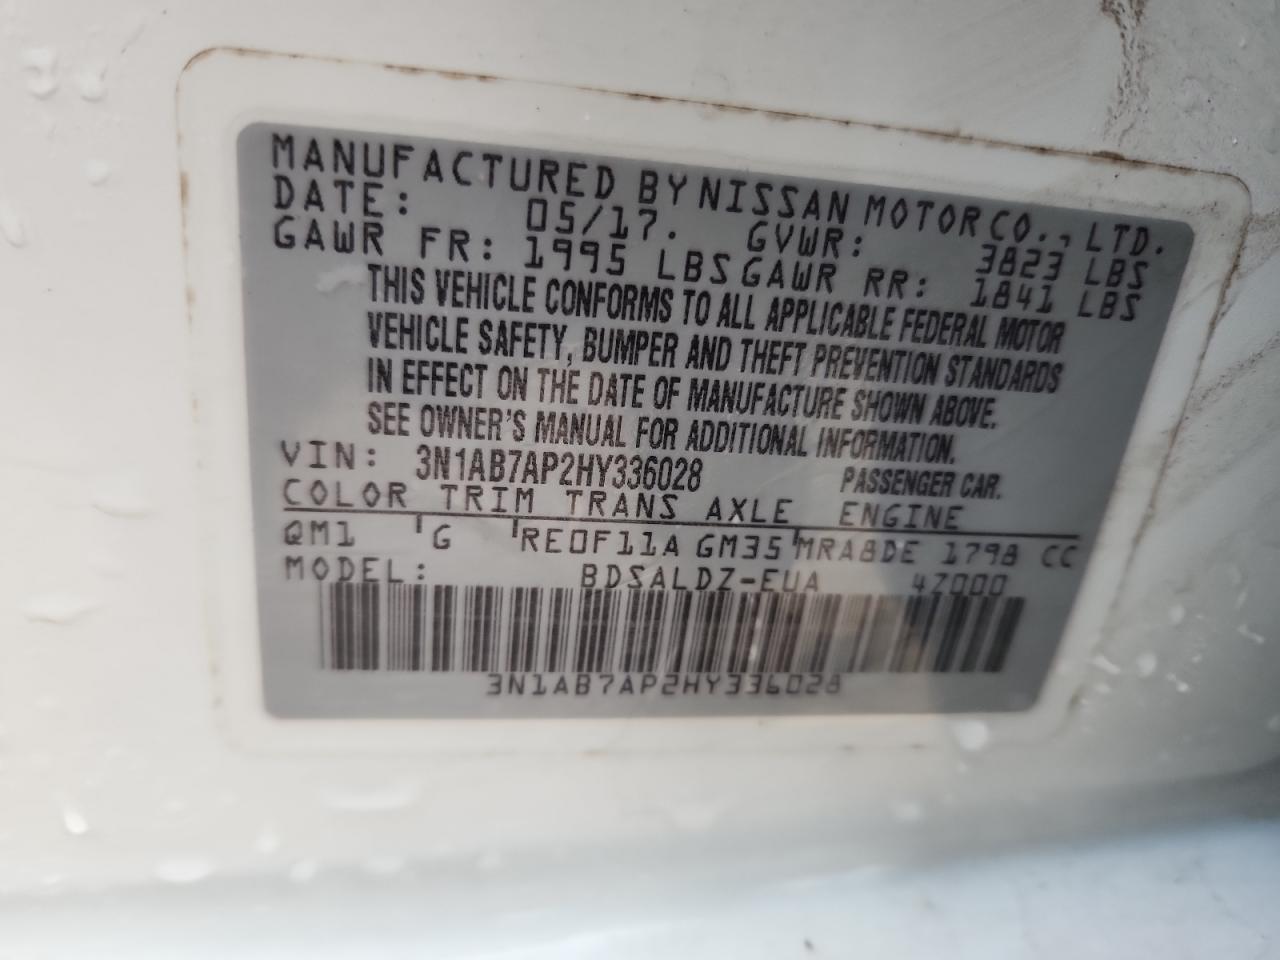 MANUFACTURED BY NISSAN MOTOR CO., LTD.
DATE: 05/17. GVWR: 3823 LBS
GAWR FR: 1995 LBS GAWR RR: 1841 LBS
THIS VEHICLE CONFORMS TO ALL APPLICABLE FEDERAL MOTOR
VEHICLE SAFETY, BUMPER AND THEFT PREVENTION STANDARDS
IN EFFECT ON THE DATE OF MANUFACTURE SHOWN ABOVE.
SEE OWNER'S MANUAL FOR ADDITIONAL INFORMATION.
VIN: 3N1AB7AP2HY336028 PASSENGER CAR.
COLOR TRIM TRANS AXLE ENGINE
QM1 G RE0F11A GM35 MRA8DE 1798 CC
MODEL: BDSALDZ-EUA 4Z000
3N1AB7AP2HY336028